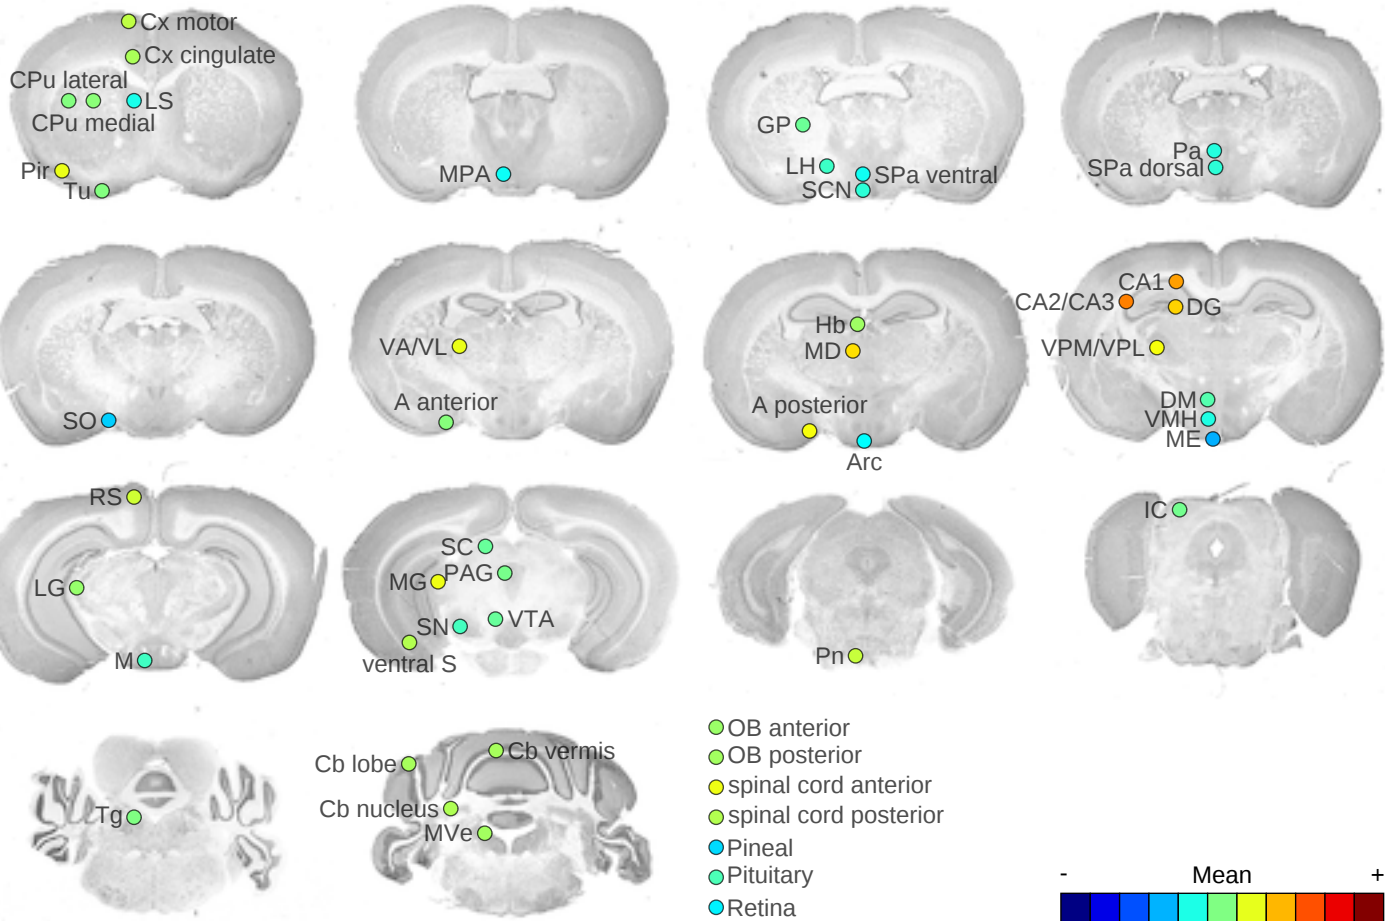 Cx motor
Cx cingulate
CPu lateral
LS
CPu medial
Pir
Tu
MPA
GP
LH
SPa ventral
SCN
Pa
SPa dorsal
SO
VA/VL
A anterior
Hb
MD
A posterior
Arc
CA1
CA2/CA3
DG
VPM/VPL
DM
VMH
ME
RS
LG
M
SC
MG
PAG
SN
VTA
ventral S
Pn
IC
Tg
Cb lobe
Cb vermis
Cb nucleus
MVe
OB anterior
OB posterior
spinal cord anterior
spinal cord posterior
Pineal
Pituitary
Retina
- Mean +